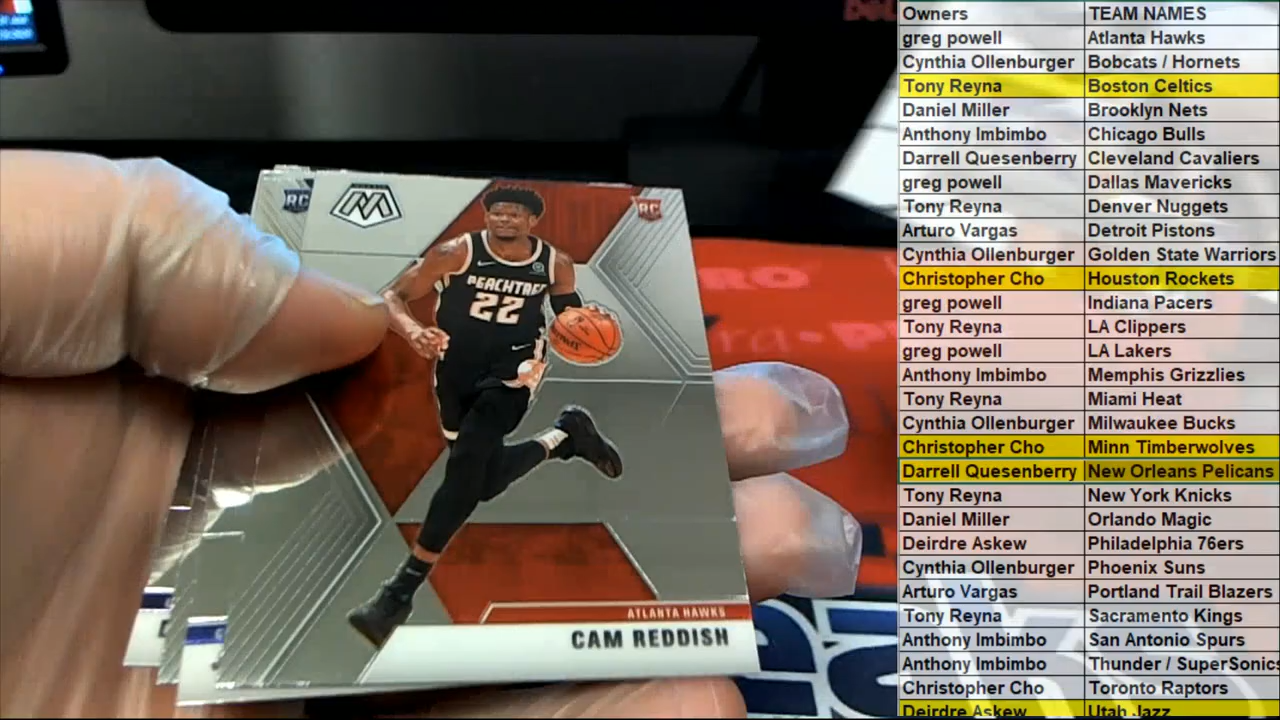 Owners TEAM NAMES
greg powell Atlanta Hawks
Cynthia Ollenburger Bobcats / Hornets
Tony Reyna Boston Celtics
Daniel Miller Brooklyn Nets
Anthony Imbimbo Chicago Bulls
Darrell Quesenberry Cleveland Cavaliers
greg powell Dallas Mavericks
Tony Reyna Denver Nuggets
Arturo Vargas Detroit Pistons
Cynthia Ollenburger Golden State Warriors
Christopher Cho Houston Rockets
greg powell Indiana Pacers
Tony Reyna LA Clippers
greg powell LA Lakers
Anthony Imbimbo Memphis Grizzlies
Tony Reyna Miami Heat
Cynthia Ollenburger Milwaukee Bucks
Christopher Cho Minn Timberwolves
Darrell Quesenberry New Orleans Pelicans
Tony Reyna New York Knicks
Daniel Miller Orlando Magic
Deirdre Askew Philadelphia 76ers
Cynthia Ollenburger Phoenix Suns
Arturo Vargas Portland Trail Blazers
Tony Reyna Sacramento Kings
Anthony Imbimbo San Antonio Spurs
Anthony Imbimbo Thunder / SuperSonics
Christopher Cho Toronto Raptors
Deirdre Askew Utah Jazz
RC
RC
PEACHTREE
22
ATLANTA HAWKS
CAM REDDISH